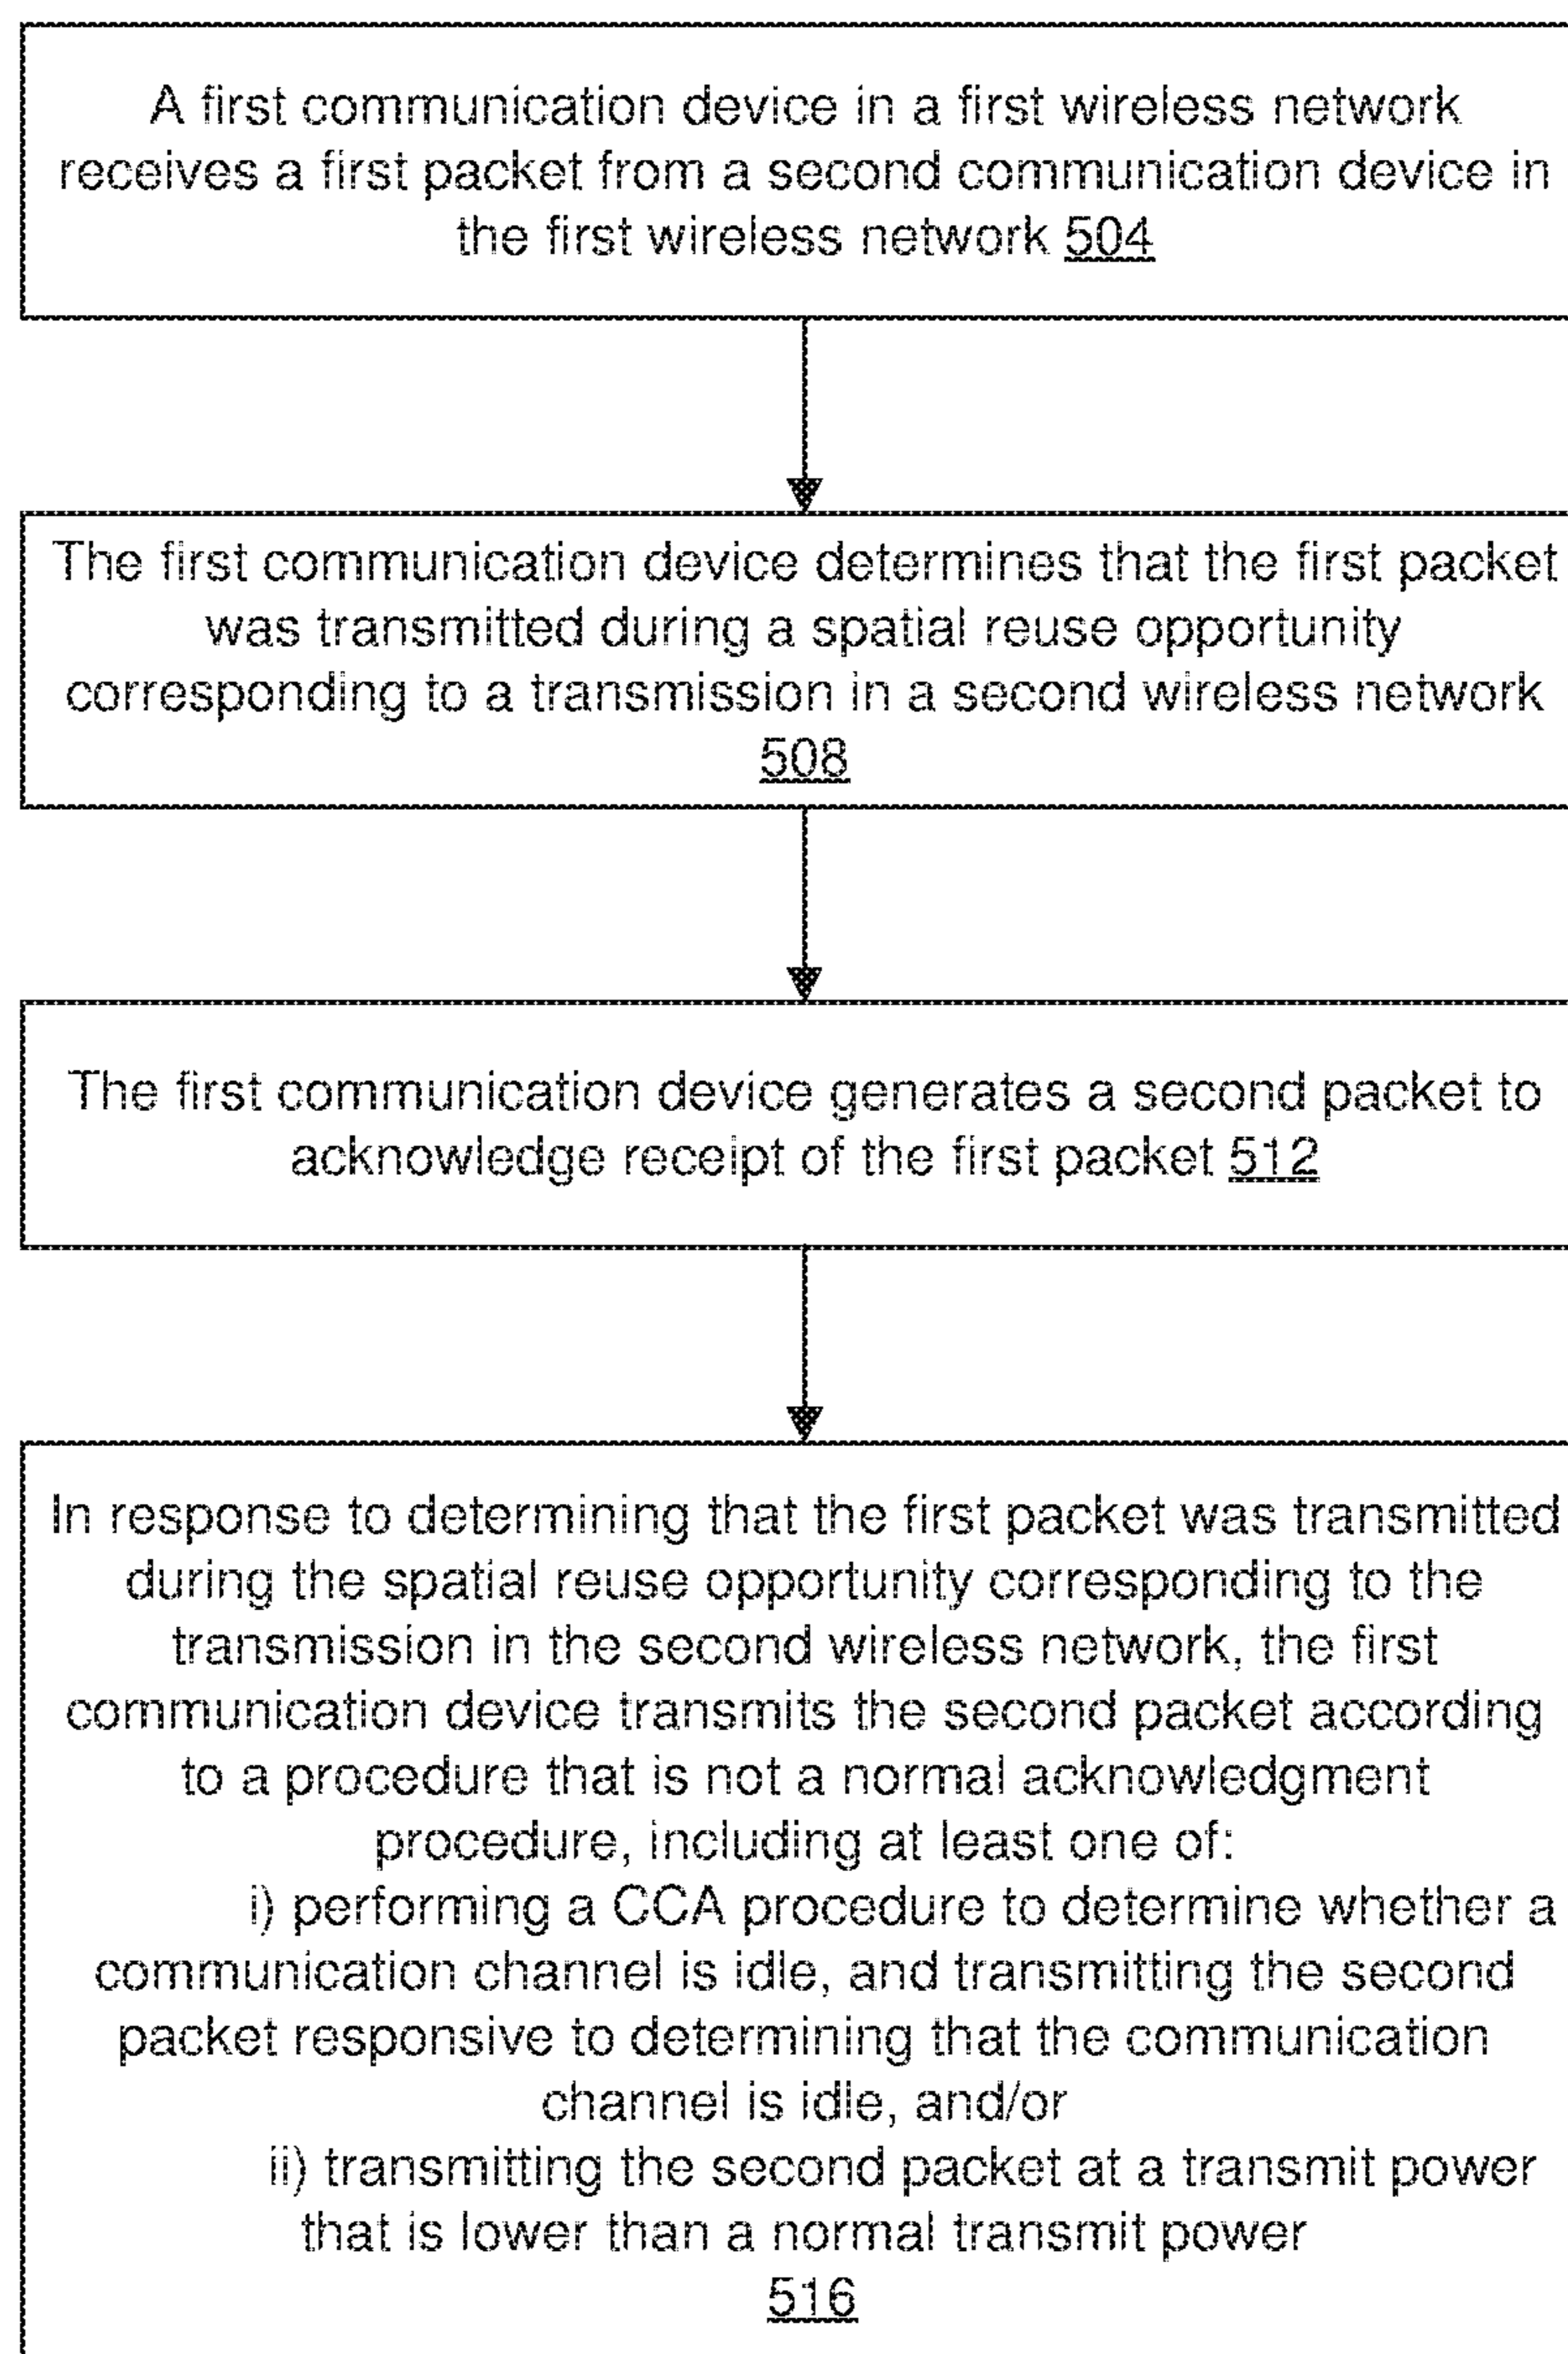 A first communication device in a first wireless network
receives a first packet from a second communication device in
the first wireless network 504
The first communication device determines that the first packet
was transmitted during a spatial reuse opportunity
corresponding to a transmission in a second wireless network
508
The first communication device generates a second packet to
acknowledge receipt of the first packet 512
In response to determining that the first packet was transmitted
during the spatial reuse opportunity corresponding to the
transmission in the second wireless network, the first
communication device transmits the second packet according
to a procedure that is not a normal acknowledgment
procedure, including at least one of:
i) performing a CCA procedure to determine whether a
communication channel is idle, and transmitting the second
packet responsive to determining that the communication
channel is idle, and/or
ii) transmitting the second packet at a transmit power
that is lower than a normal transmit power
516